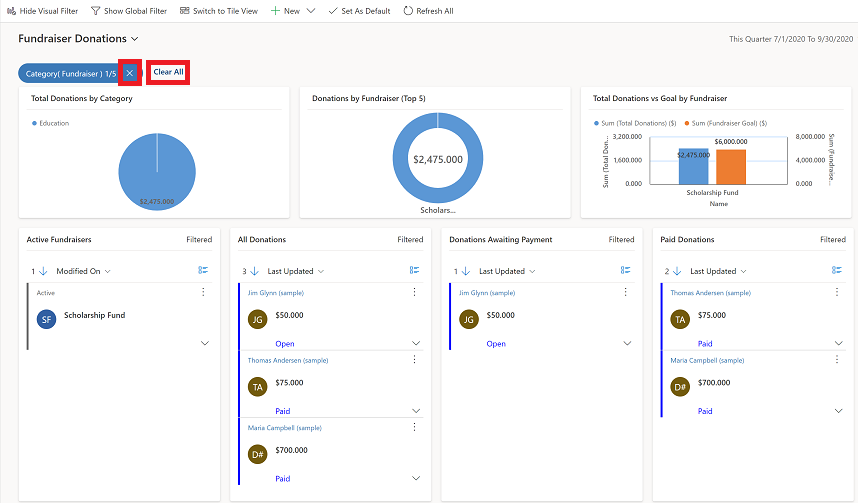 Hide Visual Filter Show Global Filter Switch to Tile View New Set As Default Refresh All
Fundraiser Donations
This Quarter 7/1/2020 To 9/30/2020
Category( Fundraiser ) 1/5
Clear All
Total Donations by Category
Education
$2,475.000
Donations by Fundraiser (Top 5)
$2,475.000
Scholars...
Total Donations vs Goal by Fundraiser
Sum (Total Donations) ($) Sum (Fundraiser Goal) ($)
Sum (Total Don...
3,200.000
1,600.000
0.000
$2,475.000
$6,000.000
8,000.000
4,000.000
0.000
Sum (Fundraise...
Scholarship Fund
Name
Active Fundraisers Filtered
1 Modified On
Active
SF Scholarship Fund
All Donations Filtered
3 Last Updated
Jim Glynn (sample)
JG $50.000
Open
Thomas Andersen (sample)
TA $75.000
Paid
Maria Campbell (sample)
D# $700.000
Paid
Donations Awaiting Payment Filtered
1 Last Updated
Jim Glynn (sample)
JG $50.000
Open
Paid Donations Filtered
2 Last Updated
Thomas Andersen (sample)
TA $75.000
Paid
Maria Campbell (sample)
D# $700.000
Paid